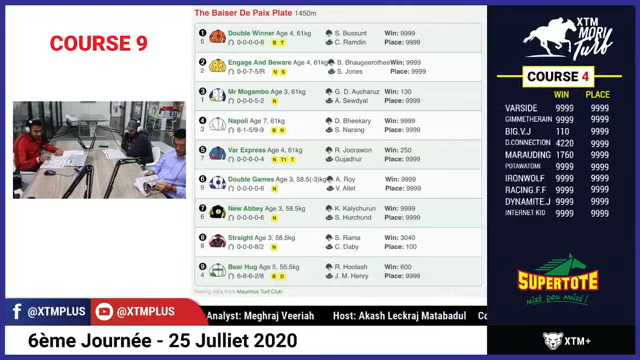 COURSE 9
The Baiser De Paix Plate 1450m
1 Double Winner Age 4, 61kg S. Bussunt Win: 9999
5 0-0-0-0-8 B T C. Ramdin Place: 9999
2 Engage And Beware Age 4, 61kg B. Bhaugeerothee Win: 9999
2 0-0-7-5/R N S S. Jones Place: 9999
3 Mr Mogambo Age 3, 61kg G. D. Aucharuz Win: 130
1 0-0-0-5-2 N A. Sewdyal Place: 9999
4 Napoli Age 7, 61kg D. Bheekary Win: 9999
3 8-1-5/9-9 B N S. Narang Place: 9999
5 Var Express Age 4, 61kg R. Joorawon Win: 250
7 0-0-0-0-4 N T1 T Gujadhur Place: 9999
6 Double Games Age 3, 58.5(-3)kg A. Roy Win: 9999
9 0-0-0-0-6 N V. Allet Place: 9999
7 New Abbey Age 3, 58.5kg K. Kalychurun Win: 9999
6 0-0-0-0-6 N S. Hurchund Place: 9999
8 Straight Age 3, 58.5kg S. Rama Win: 3040
8 0-0-0-8/2 N C. Daby Place: 100
9 Bear Hug Age 5, 55.5kg R. Hoolash Win: 600
4 6-8-8-2/8 B D J. M. Henry Place: 9999
Racing data from Mauritius Turf Club
XTM
MORI
Turf
COURSE 4
WIN PLACE
VARSIDE 9999 9999
GIMMETHERAIN 9999 9999
BIG.V.J 110 9999
D.CONNECTION 4220 9999
MARAUDING 1760 9999
POTAWATOMI 9999 9999
IRONWOLF 9999 9999
RACING.F.F 9999 9999
DYNAMITE.J 9999 9999
INTERNET KID 9999 9999
SUPERTOTE
mizé peu aimizé!
f @XTMPLUS @XTMPLUS
Analyst: Meghraj Veeriah Host: Akash Leckraj Matabadul Co
6ème Journée - 25 Julliet 2020
XTM+